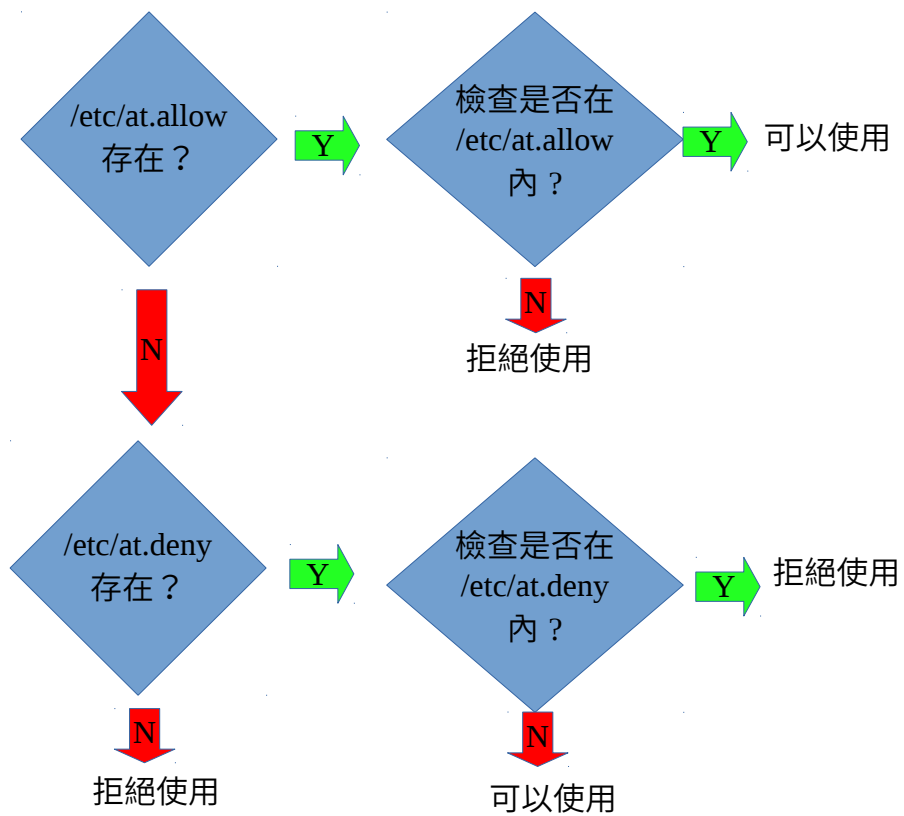 /etc/at.allow
存在？
Y
檢查是否在
/etc/at.allow
內 ?
Y
可以使用
N
N
拒絕使用
/etc/at.deny
存在？
Y
檢查是否在
/etc/at.deny
內 ?
Y
拒絕使用
N
拒絕使用
N
可以使用